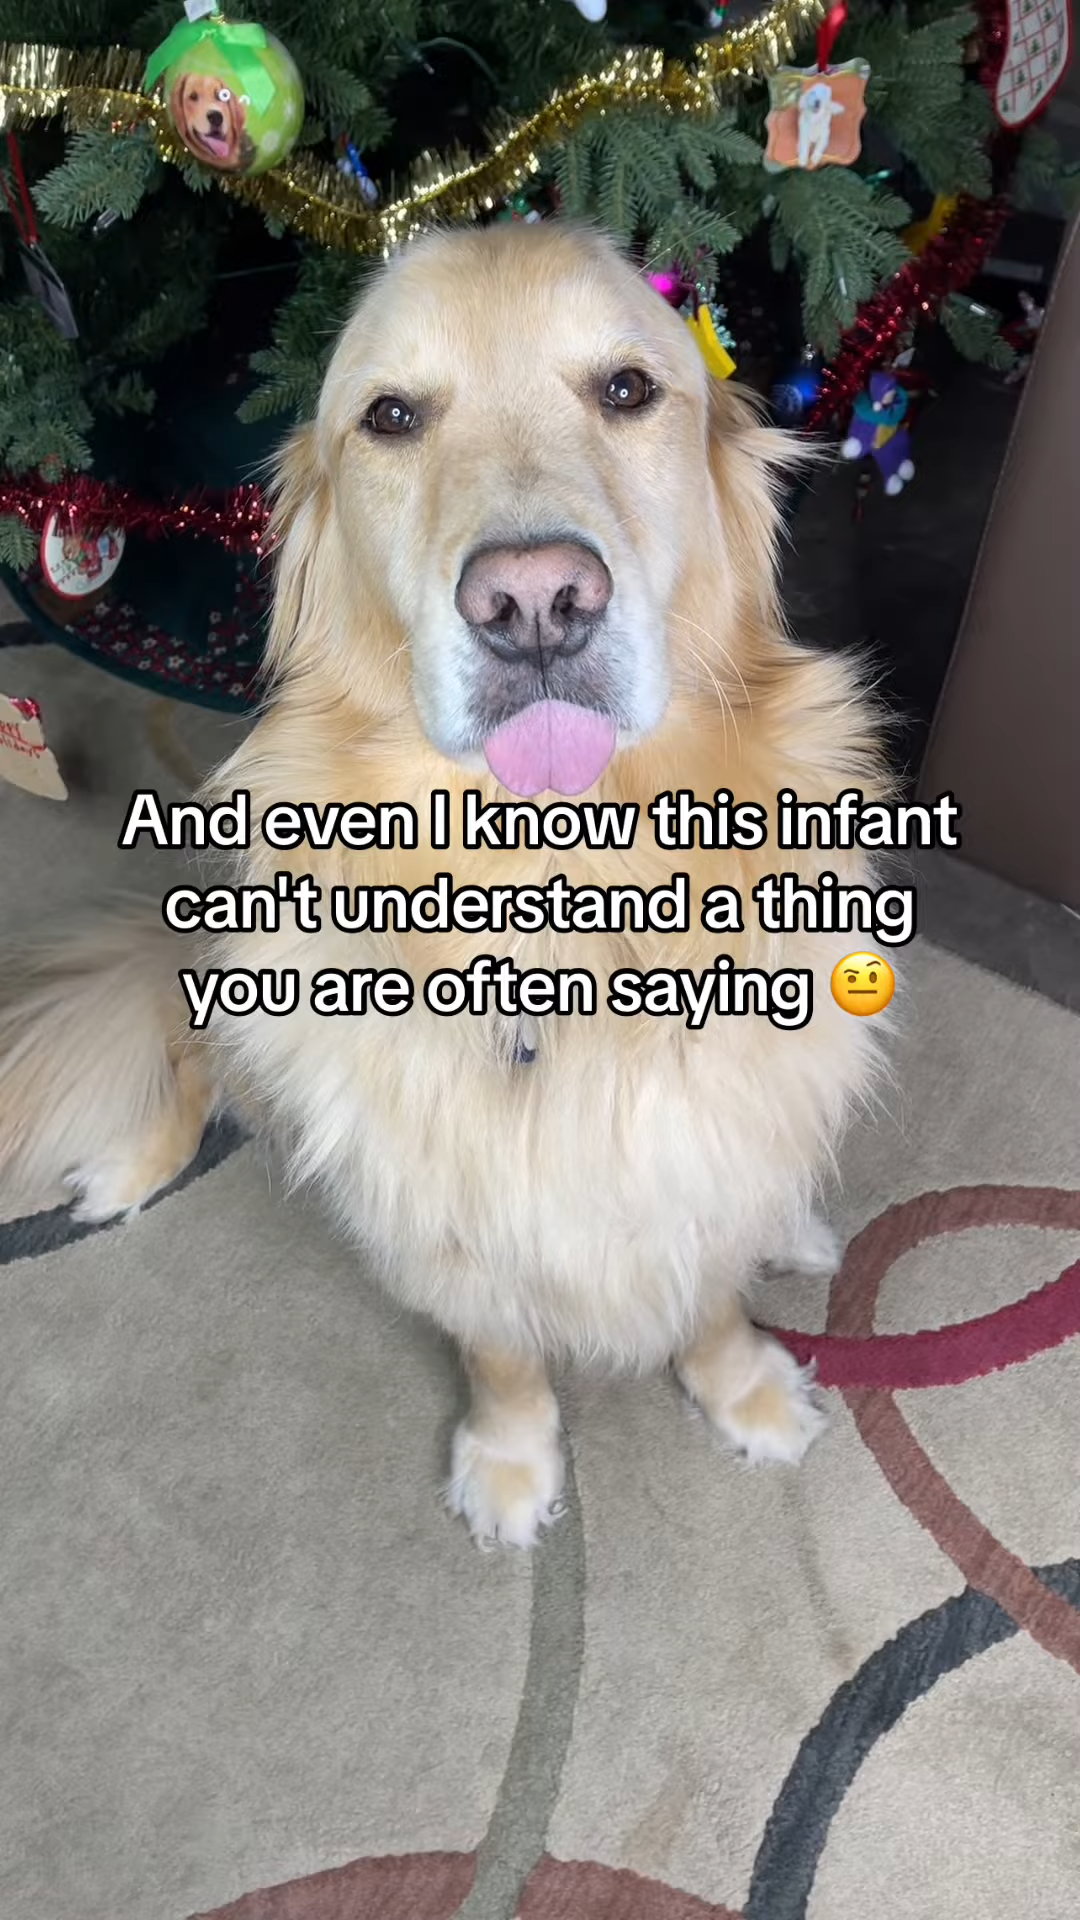 And even I know this infant
can't understand a thing
you are often saying 🤨